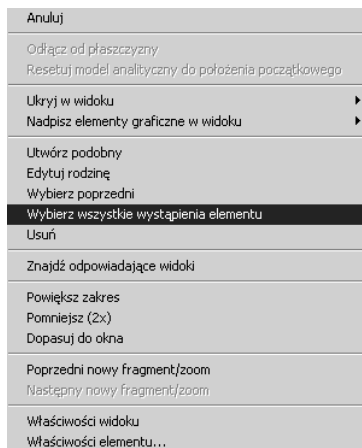 Anuluj
Odłącz od płaszczyzny
Resetuj model analityczny do położenia początkowego
Ukryj w widoku
Nadpisz elementy graficzne w widoku
Utwórz podobny
Edytuj rodzinę
Wybierz poprzedni
Wybierz wszystkie wystąpienia elementu
Usuń
Znajdź odpowiadające widoki
Powiększ zakres
Pomniejsz (2x)
Dopasuj do okna
Poprzedni nowy fragment/zoom
Następny nowy fragment/zoom
Właściwości widoku
Właściwości elementu...